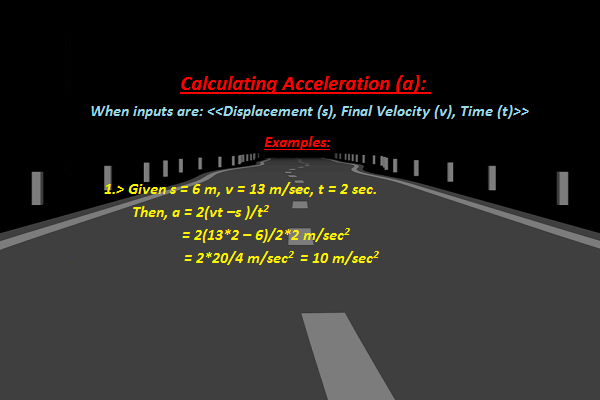 Calculating Acceleration (a):
When inputs are: <<Displacement (s), Final Velocity (v), Time (t)>>
Examples:
1.> Given s = 6 m, v = 13 m/sec, t = 2 sec.
Then, a = 2(vt –s )/t²
= 2(13*2 – 6)/2*2 m/sec²
= 2*20/4 m/sec² = 10 m/sec²